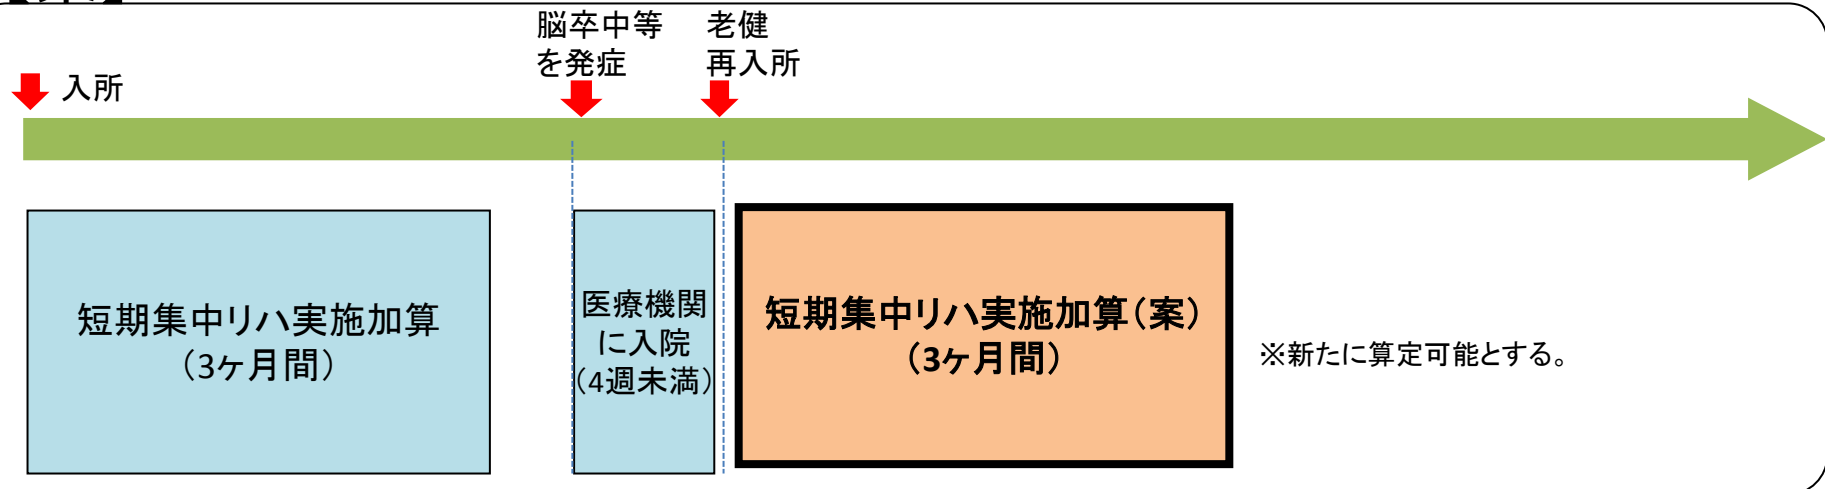 脳卒中等
を発症
老健
再入所
入所
短期集中リハ実施加算
（3ヶ月間）
医療機関
に入院
（4週未満）
短期集中リハ実施加算（案）
（3ヶ月間）
※新たに算定可能とする。